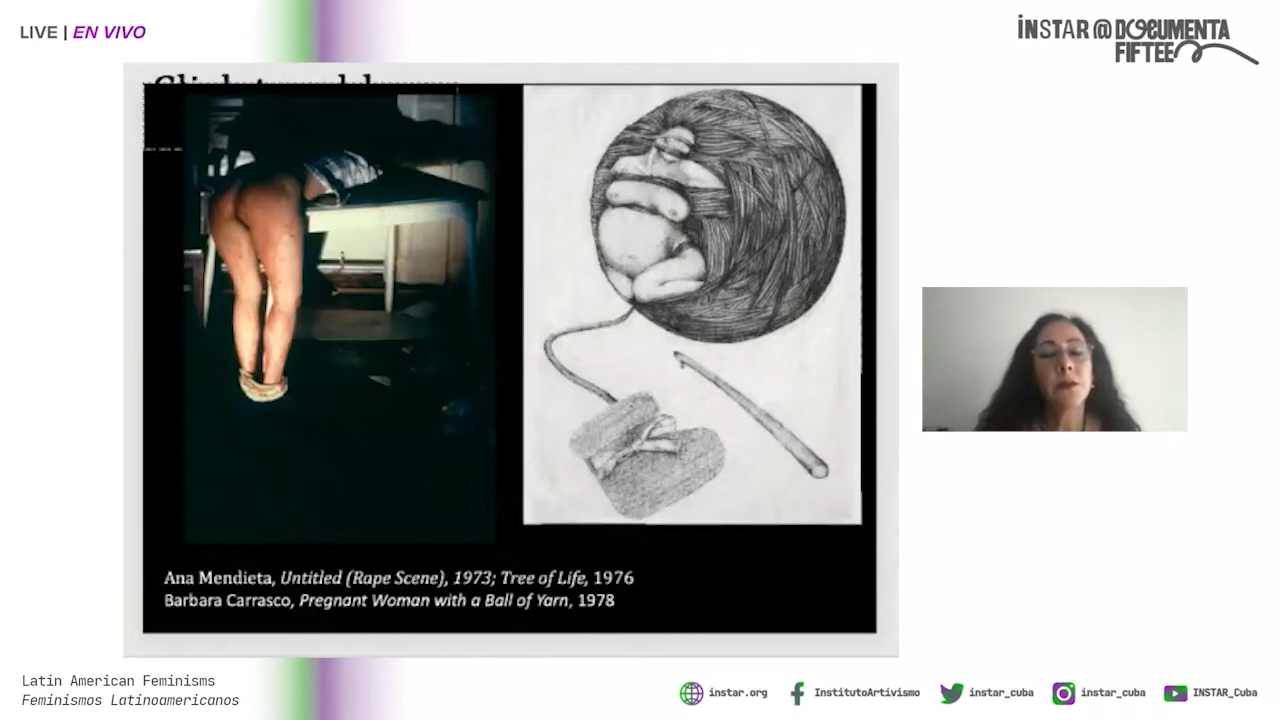 LIVE | EN VIVO
INSTAR @ DOCUMENTA
FIFTEEN
Ana Mendieta, Untitled (Rape Scene), 1973; Tree of Life, 1976
Barbara Carrasco, Pregnant Woman with a Ball of Yarn, 1978
Latin American Feminisms
Feminismos Latinoamericanos
instar.org
InstitutoArtivismo
instar_cuba
instar_cuba
INSTAR_Cuba